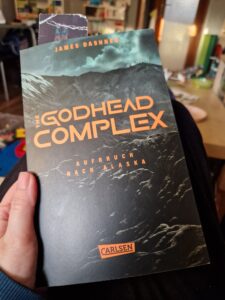 JAMES DASHNER
THE GODHEAD
COMPLEX
AUFBRUCH
NACH ALASKA
CARLSEN